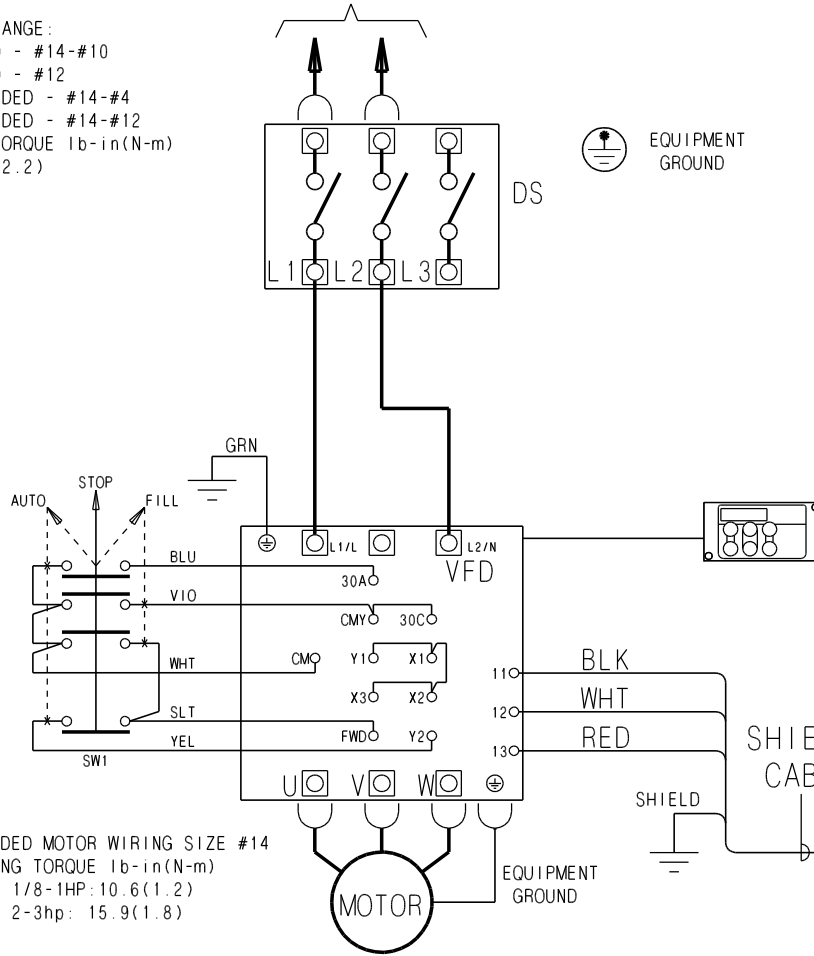 ANGE:
- #14-#10
- #12
DED - #14-#4
DED - #14-#12
ORQUE lb-in(N-m)
2.2)
EQUIPMENT
GROUND
DS
L1 L2 L3
GRN
STOP
AUTO
FILL
L1/L L2/N
VFD
BLU
30A
VIO
CMY 30C
WHT
CM Y1 X1
X3 X2
SLT
FWD Y2
YEL
SW1
11 BLK
12 WHT
13 RED
SHIE
CAB
SHIELD
U V W
DED MOTOR WIRING SIZE #14
NG TORQUE lb-in(N-m)
1/8-1HP:10.6(1.2)
2-3hp: 15.9(1.8)
MOTOR
EQUIPMENT
GROUND